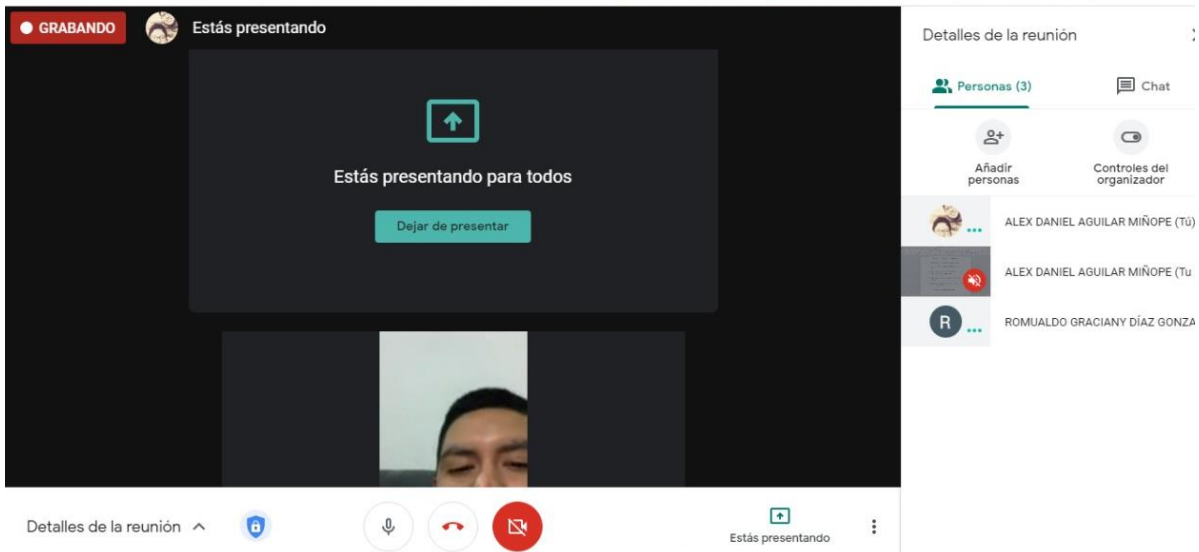 GRABANDO
Estás presentando
Estás presentando para todos
Dejar de presentar
Detalles de la reunión
Estás presentando
Detalles de la reunión
Personas (3)
Chat
Añadir
personas
Controles del
organizador
ALEX DANIEL AGUILAR MIÑOPE (Tú)
ALEX DANIEL AGUILAR MIÑOPE (Tu
R
ROMUALDO GRACIANY DÍAZ GONZA